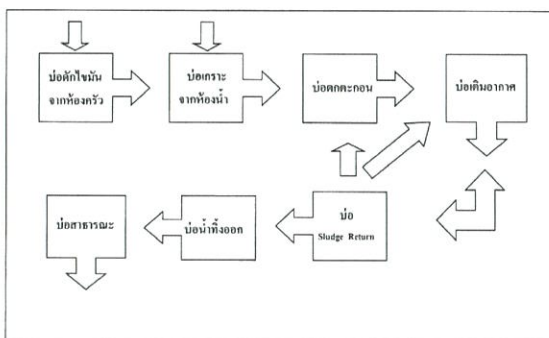 บ่อดักไขมัน
จากห้องครัว
บ่อเกราะ
จากห้องน้ำ
บ่อตกตะกอน
บ่อเติมอากาศ
บ่อสาธารณะ
บ่อน้ำทิ้งออก
บ่อ
Sludge Return